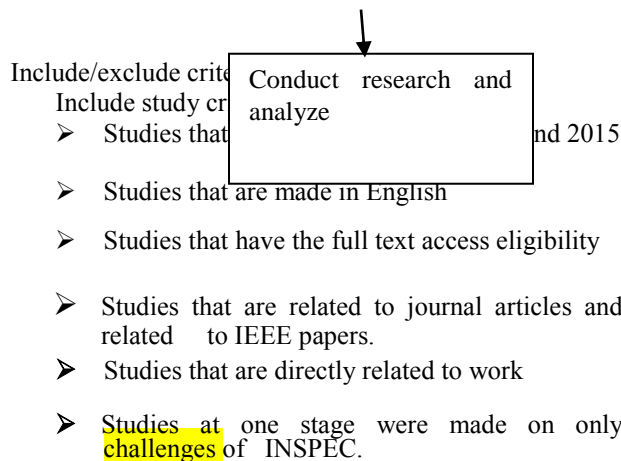 Conduct research and
analyze
Include/exclude
Include study
➢ Studies that nd 2015
➢ Studies that are made in English
➢ Studies that have the full text access eligibility
➢ Studies that are related to journal articles and
related to IEEE papers.
➢ Studies that are directly related to work
➢ Studies at one stage were made on only
challenges of INSPEC.